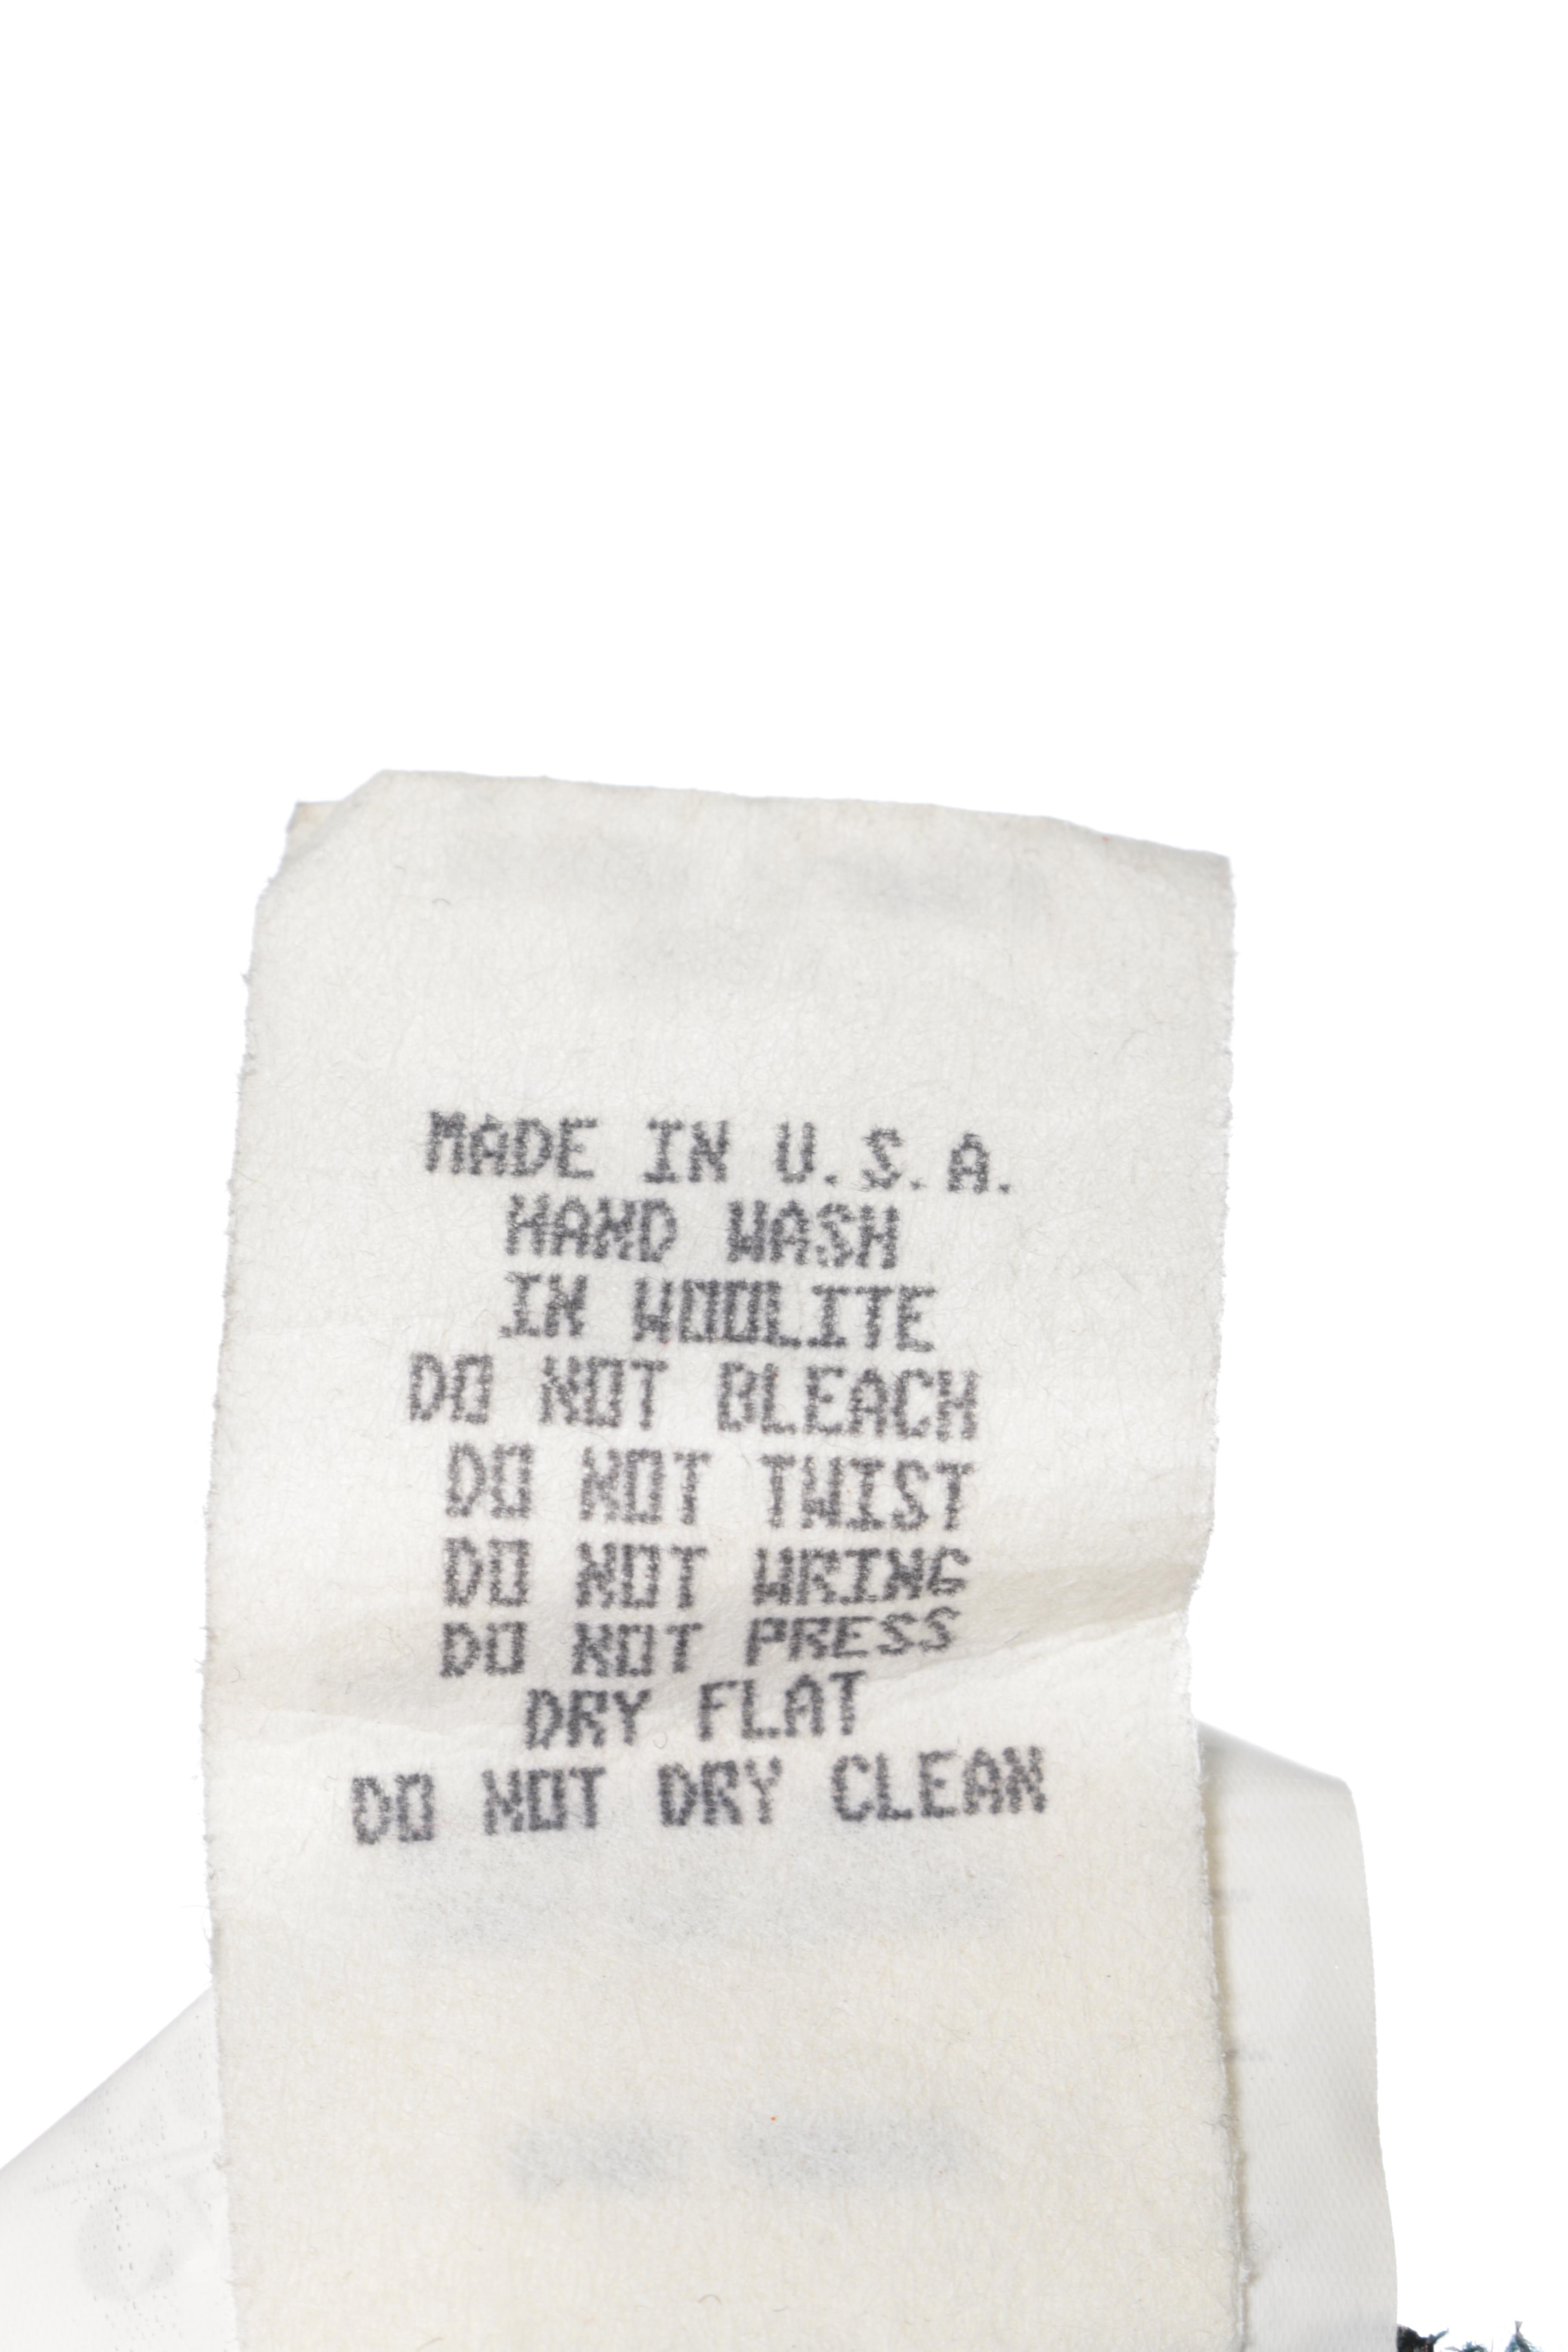 MADE IN U.S.A.
HAND WASH
IN WOOLITE
DO NOT BLEACH
DO NOT TWIST
DO NOT WRING
DO NOT PRESS
DRY FLAT
DO NOT DRY CLEAN